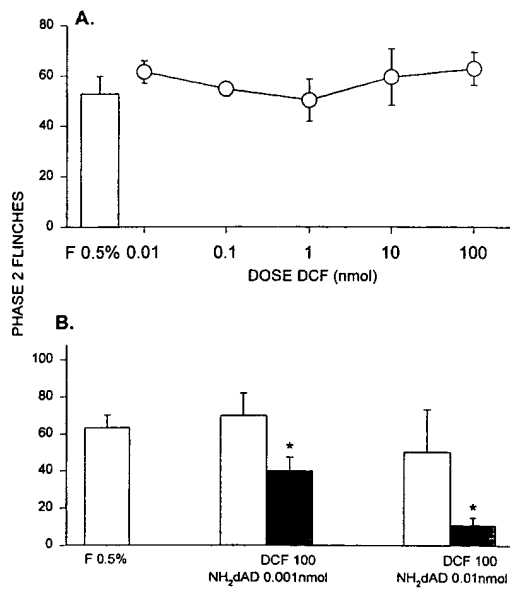 A.
80
60
40
20
0
F 0.5% 0.01 0.1 1 10 100
DOSE DCF (nmol)
PHASE 2 FLINCHES
B.
100
80
60
40
20
0
*
*
F 0.5% DCF 100 DCF 100
NH₂dAD 0.001nmol NH₂dAD 0.01nmol